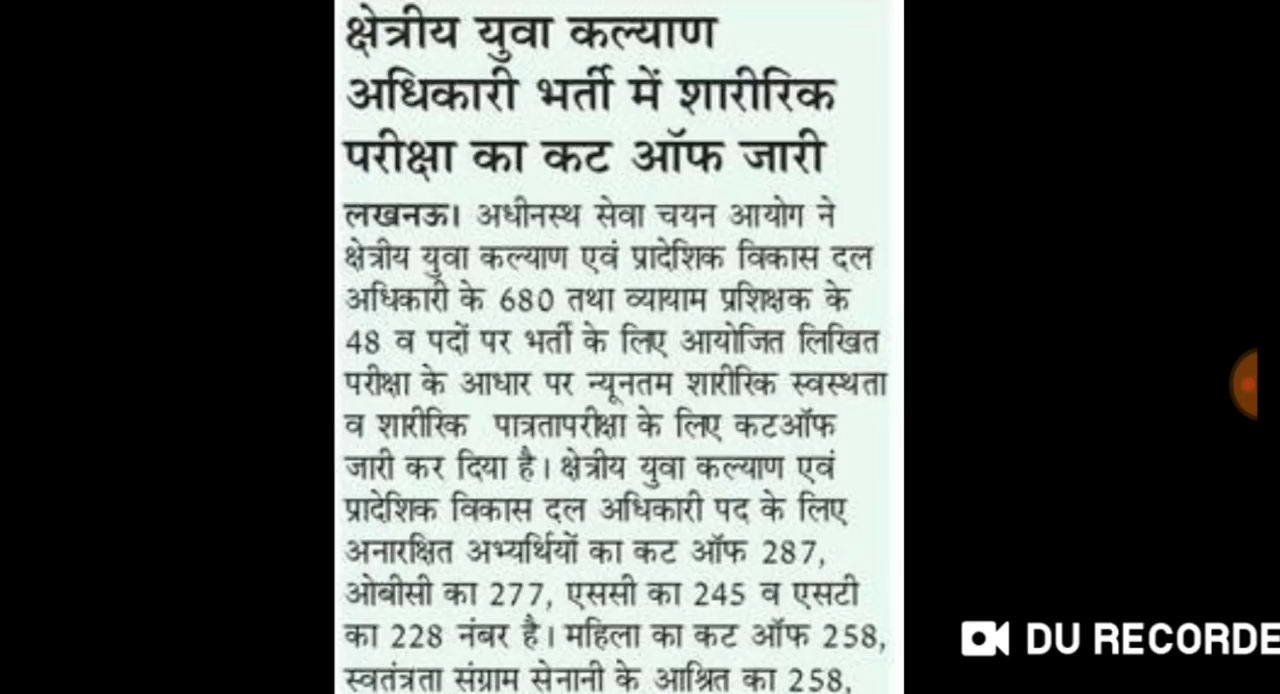 क्षेत्रीय युवा कल्याण
अधिकारी भर्ती में शारीरिक
परीक्षा का कट ऑफ जारी
लखनऊ। अधीनस्थ सेवा चयन आयोग ने
क्षेत्रीय युवा कल्याण एवं प्रादेशिक विकास दल
अधिकारी के 680 तथा व्यायाम प्रशिक्षक के
48 व पदों पर भर्ती के लिए आयोजित लिखित
परीक्षा के आधार पर न्यूनतम शारीरिक स्वस्थता
व शारीरिक पात्रतापरीक्षा के लिए कटऑफ
जारी कर दिया है। क्षेत्रीय युवा कल्याण एवं
प्रादेशिक विकास दल अधिकारी पद के लिए
अनारक्षित अभ्यर्थियों का कट ऑफ 287,
ओबीसी का 277, एससी का 245 व एसटी
का 228 नंबर है। महिला का कट ऑफ 258,
स्वतंत्रता संग्राम सेनानी के आश्रित का 258,
DU RECORDE